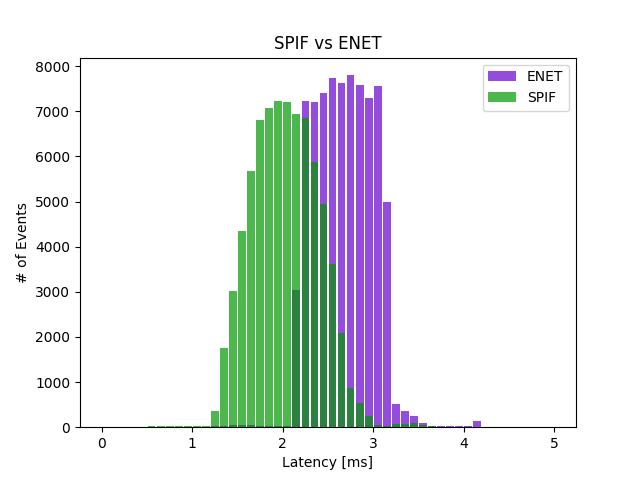 SPIF vs ENET
ENET
SPIF
# of Events
8000
7000
6000
5000
4000
3000
2000
1000
0
0 1 2 3 4 5
Latency [ms]